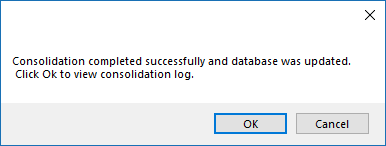 Consolidation completed successfully and database was updated.
Click Ok to view consolidation log.
OK
Cancel